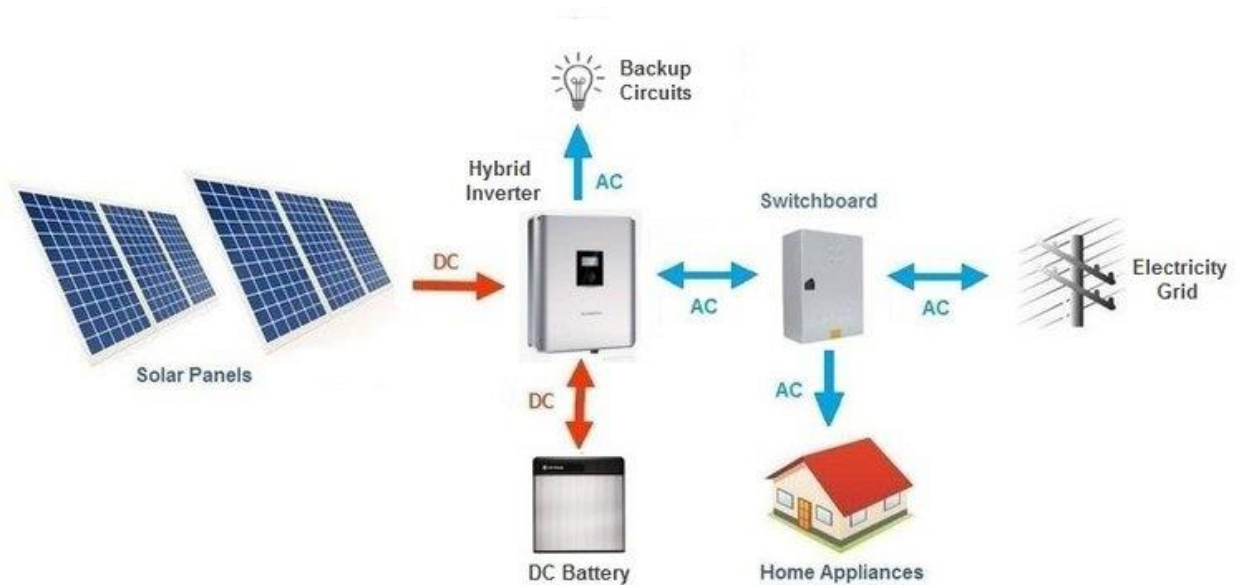 Backup
Circuits
Hybrid
Inverter
AC
Switchboard
DC
AC
AC
Electricity
Grid
Solar Panels
DC
AC
DC Battery
Home Appliances